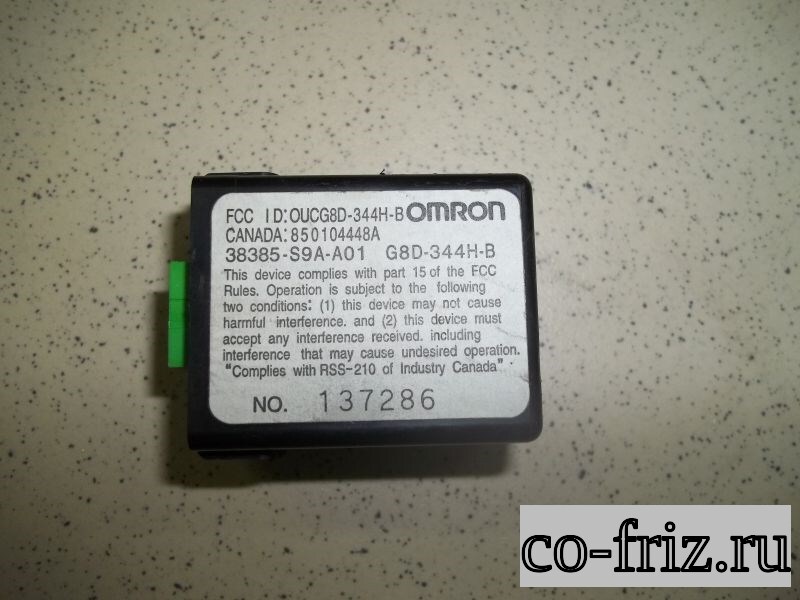 FCC ID:OUCG8D-344H-B OMRON
CANADA:850104448A
38385-S9A-A01 G8D-344H-B
This device complies with part 15 of the FCC
Rules. Operation is subject to the following
two conditions: (1) this device may not cause
harmful interference. and (2) this device must
accept any interference received. including
interference that may cause undesired operation.
"Complies with RSS-210 of Industry Canada"
NO. 137286
co-friz.ru